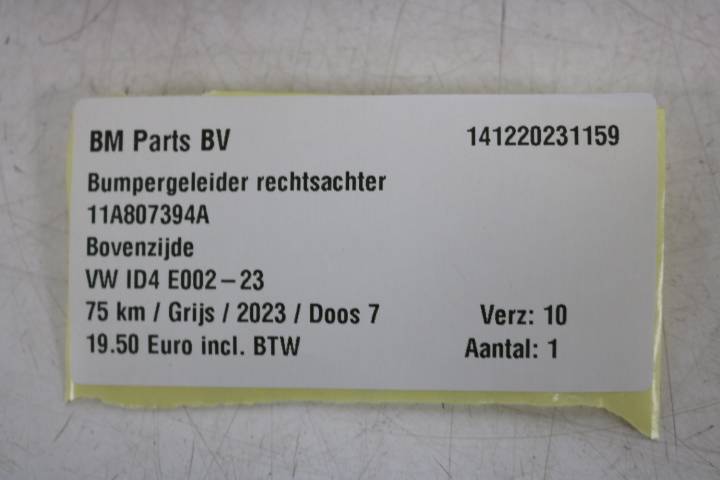 BM Parts BV 141220231159
Bumpergeleider rechtsachter
11A807394A
Bovenzijde
VW ID4 E002-23
75 km / Grijs / 2023 / Doos 7 Verz: 10
19.50 Euro incl. BTW Aantal: 1